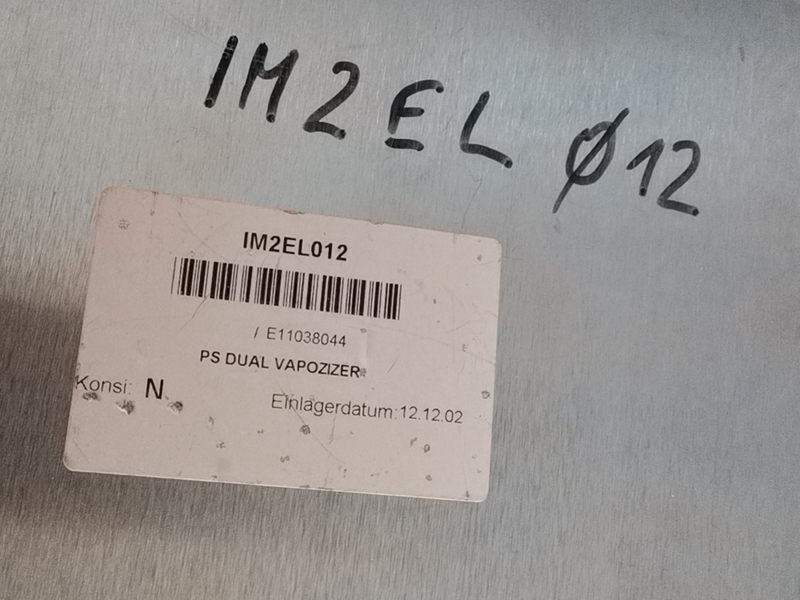 IM2EL Ø12
IM2EL012
/ E11038044
PS DUAL VAPOZIZER
Konsi: N
Einlagerdatum: 12.12.02